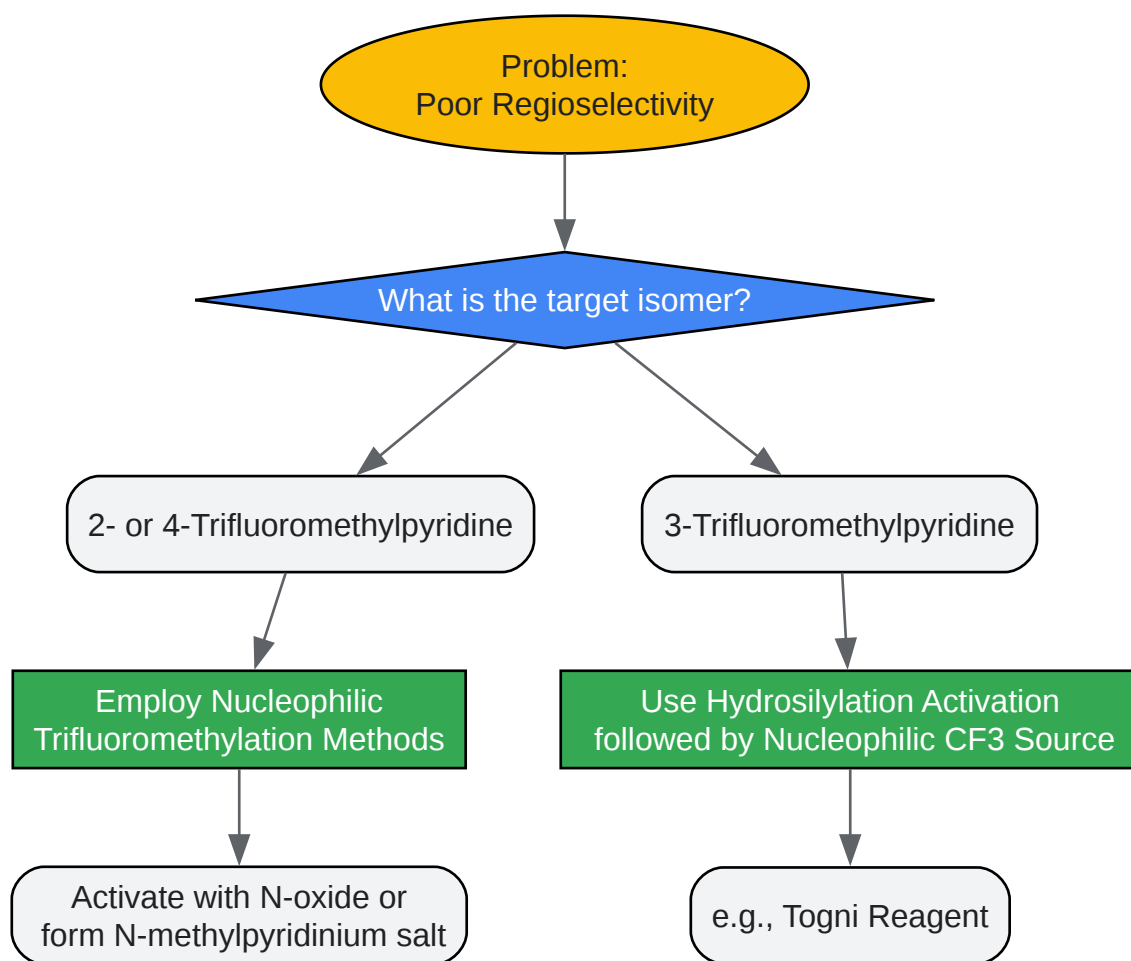 Problem:
Poor Regioselectivity
What is the target isomer?
2- or 4-Trifluoromethylpyridine
3-Trifluoromethylpyridine
Employ Nucleophilic
Trifluoromethylation Methods
Use Hydrosilylation Activation
followed by Nucleophilic CF3 Source
Activate with N-oxide or
form N-methylpyridinium salt
e.g., Togni Reagent